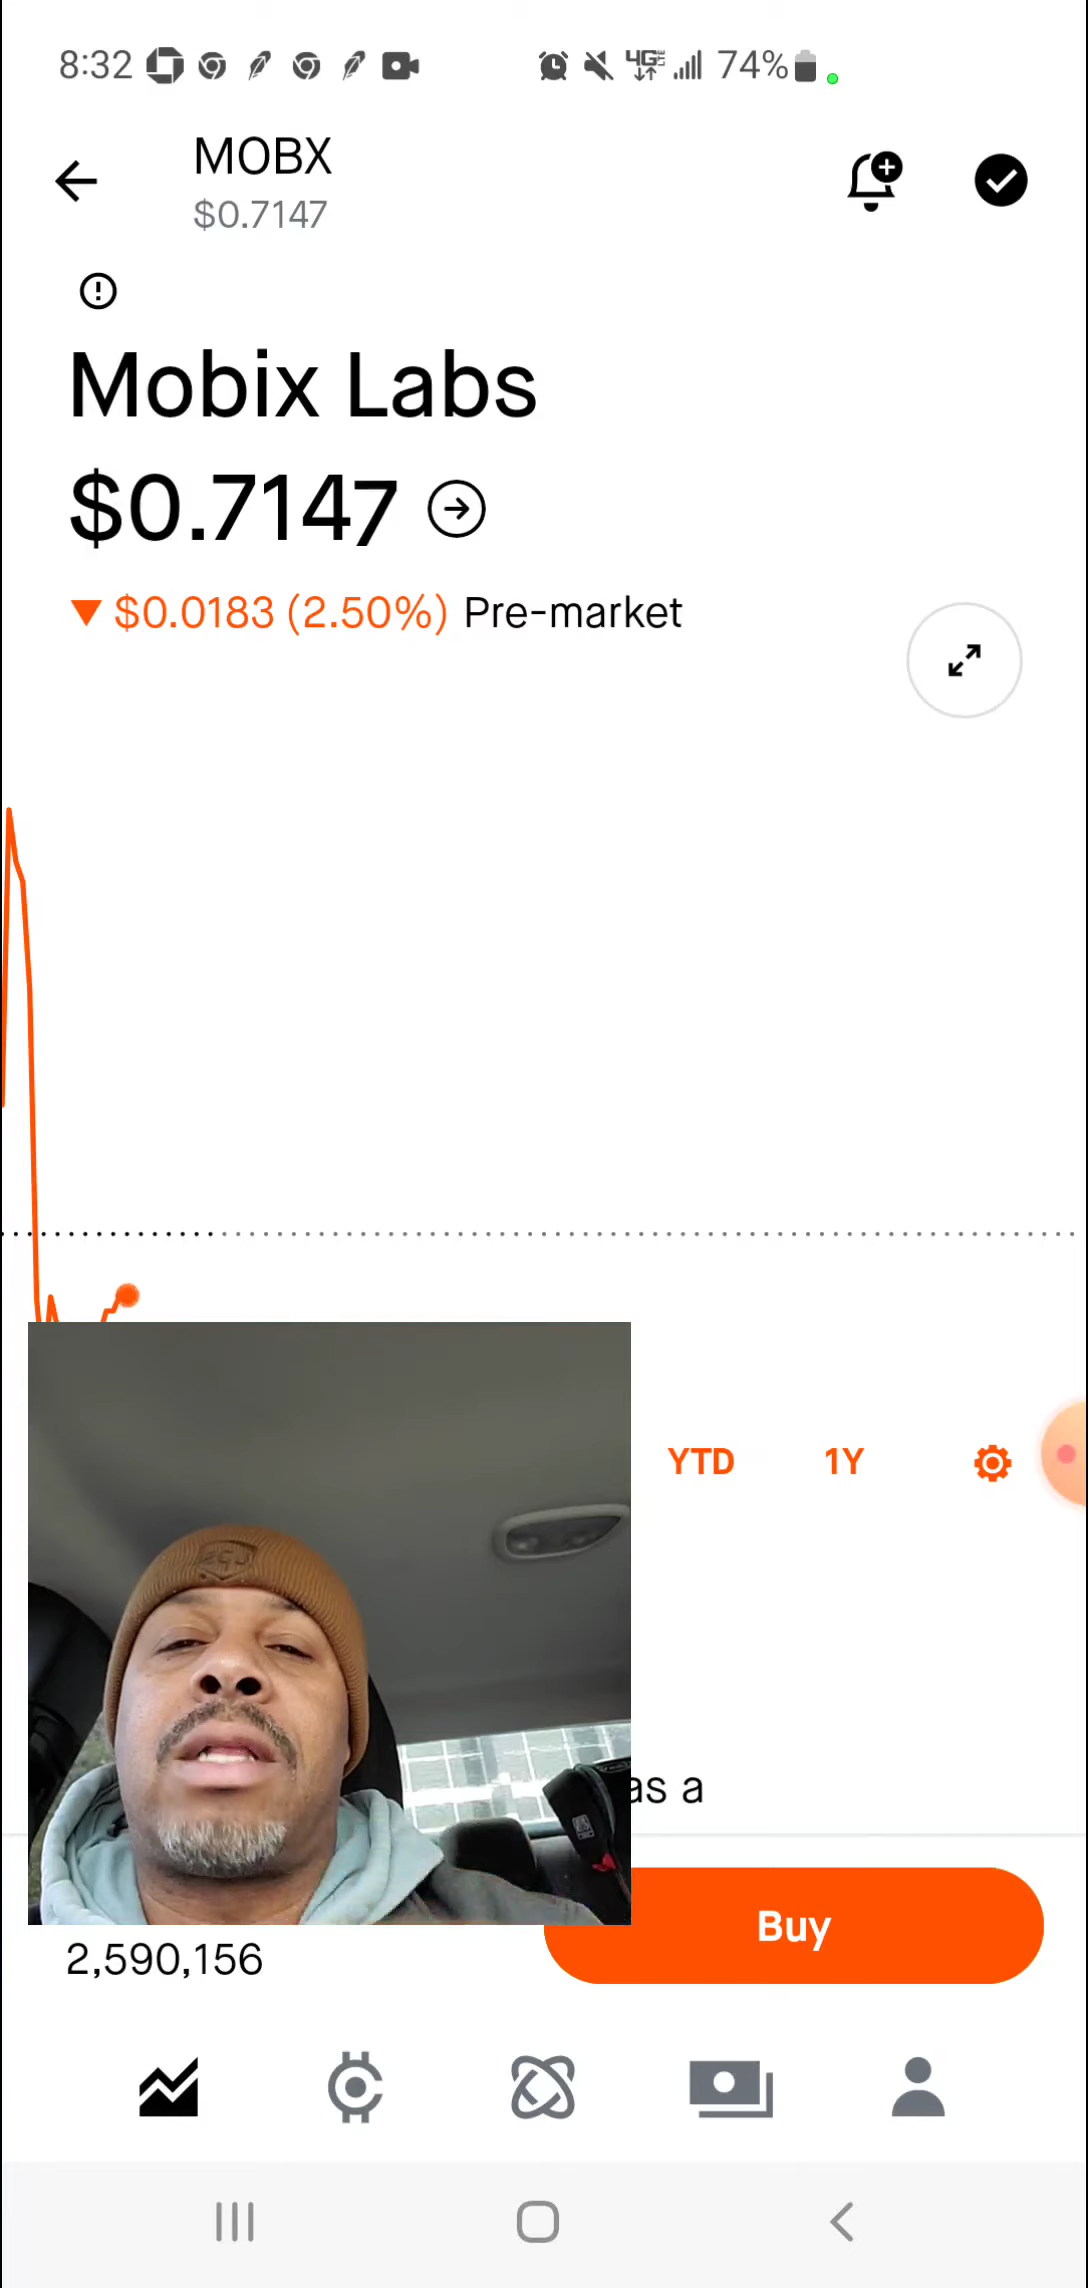 8:32 4G 74%
MOBX
$0.7147
Mobix Labs
$0.7147
▼ $0.0183 (2.50%) Pre-market
YTD 1Y
as a
Buy
2,590,156